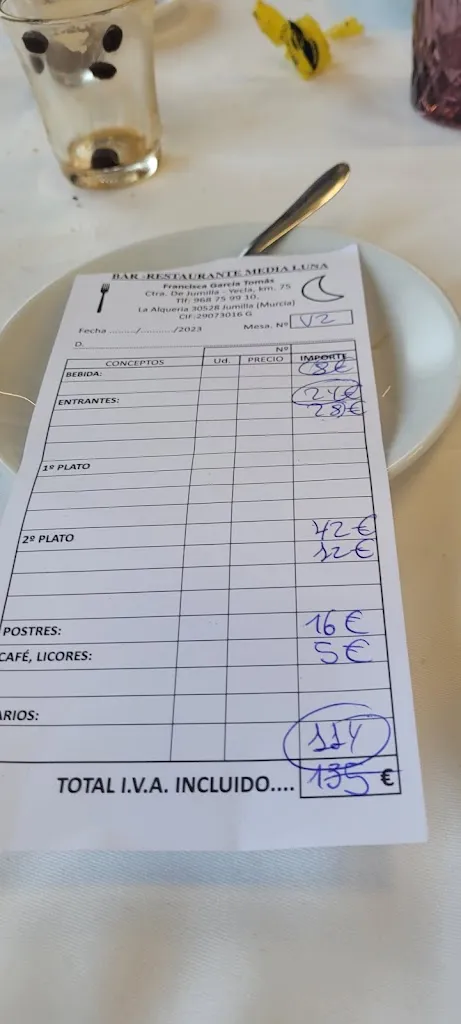 BAR-RESTAURANTE MEDIA LUNA
Francisca García Tomás
Ctra. De Jumilla - Yecla, km. 75
Tlf: 968 75 99 10.
La Alquería 30528 Jumilla (Murcia)
CIF:29073016 G
Fecha ........./........./2023 Mesa. Nº V2
D.
Nº
CONCEPTOS Ud. PRECIO IMPORTE
BEBIDA: 8€
ENTRANTES: 24€
28€
1º PLATO
42€
2º PLATO 12€
POSTRES: 16€
CAFÉ, LICORES: 5€
ARIOS:
114
TOTAL I.V.A. INCLUIDO.... 135 €